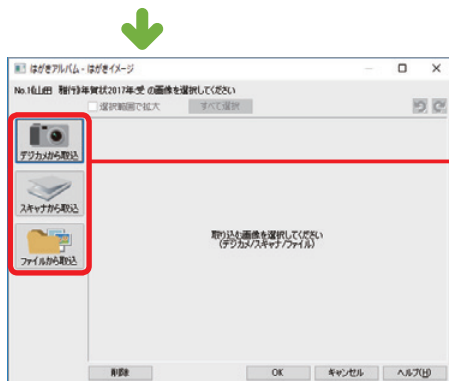 はがきアルバム - はがきイメージ
No.1(山田 雅行)年賀状2017年:受 の画像を選択してください
選択範囲で拡大 すべて選択
デジカメから取込
スキャナから取込
ファイルから取込
取り込む画像を選択してください
(デジカメ/スキャナ/ファイル)
削除 OK キャンセル ヘルプ(H)